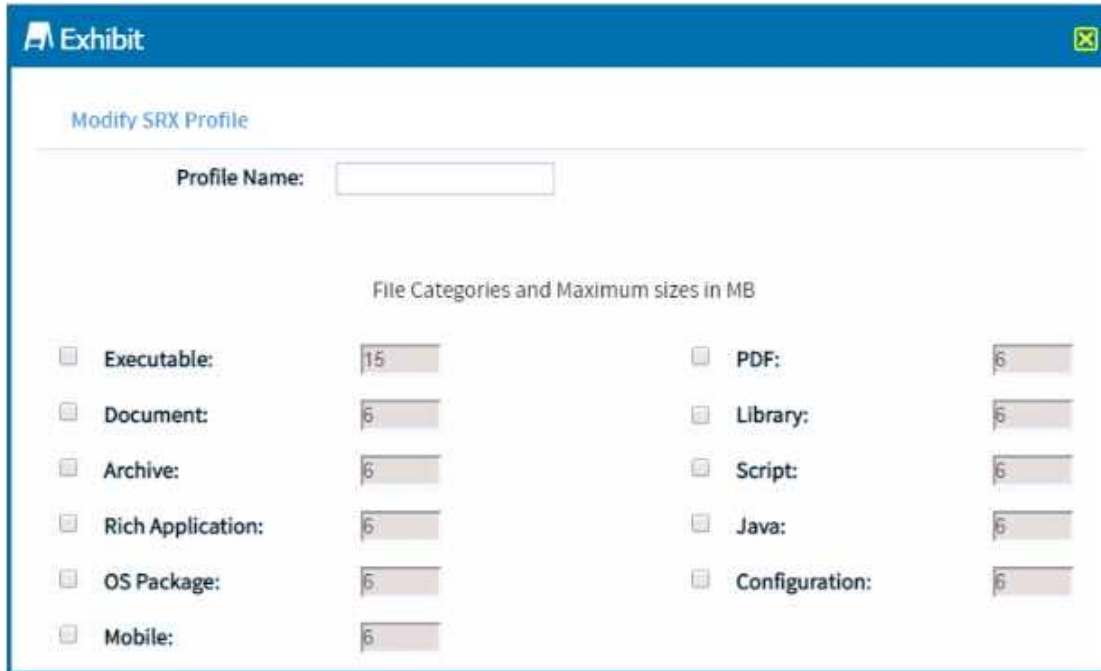 Exhibit
Modify SRX Profile
Profile Name:
File Categories and Maximum sizes in MB
Executable: 15 PDF: 6
Document: 6 Library: 6
Archive: 6 Script: 6
Rich Application: 6 Java: 6
OS Package: 6 Configuration: 6
Mobile: 6